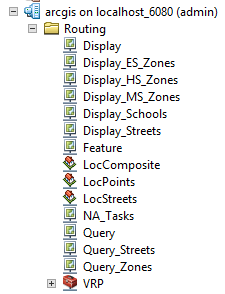 arcgis on localhost_6080 (admin)
Routing
Display
Display_ES_Zones
Display_HS_Zones
Display_MS_Zones
Display_Schools
Display_Streets
Feature
LocComposite
LocPoints
LocStreets
NA_Tasks
Query
Query_Streets
Query_Zones
VRP